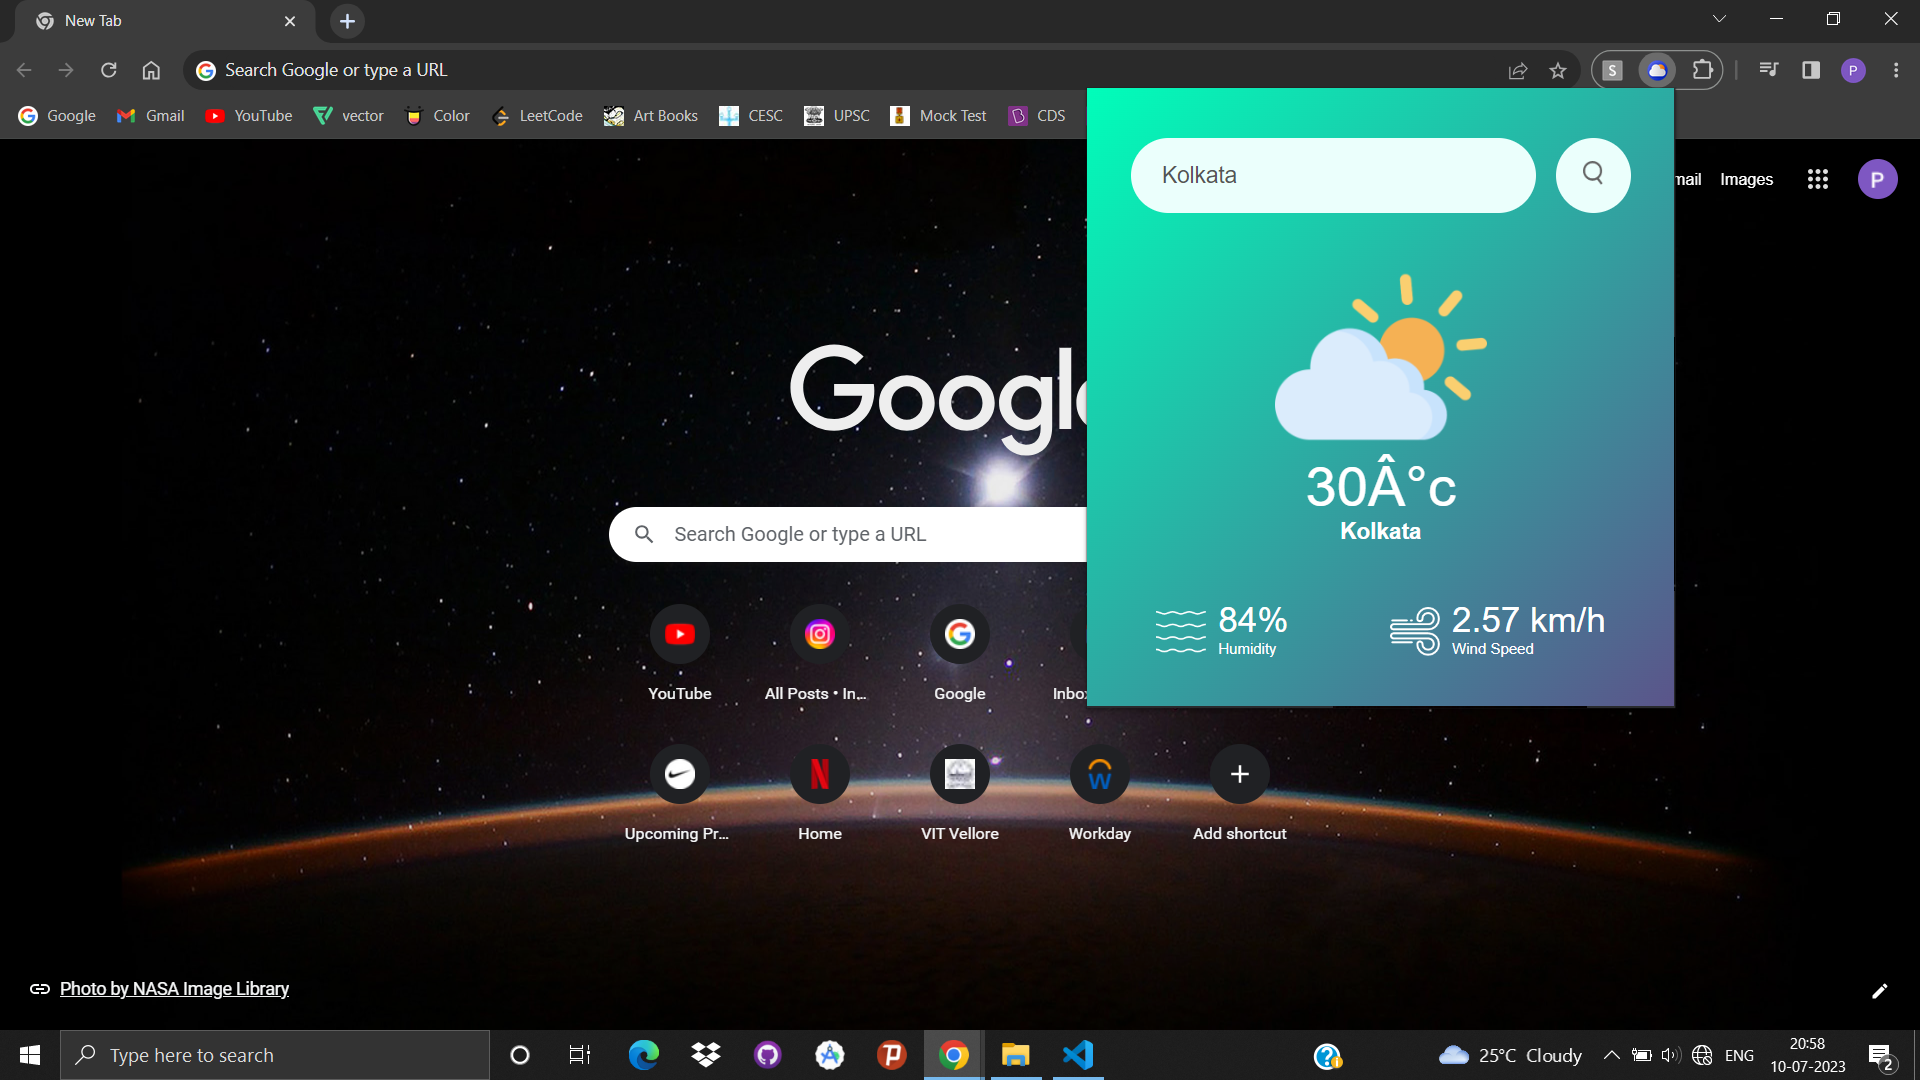 New Tab
Search Google or type a URL
S
P
Google Gmail YouTube vector Color LeetCode Art Books CESC UPSC Mock Test CDS
Kolkata
Images
P
Google
30Â°c
Kolkata
Search Google or type a URL
84%
Humidity
2.57 km/h
Wind Speed
YouTube
All Posts • In...
Google
Upcoming Pr...
Home
VIT Vellore
Workday
Add shortcut
Photo by NASA Image Library
Type here to search
25°C Cloudy
ENG
20:58
10-07-2023
2